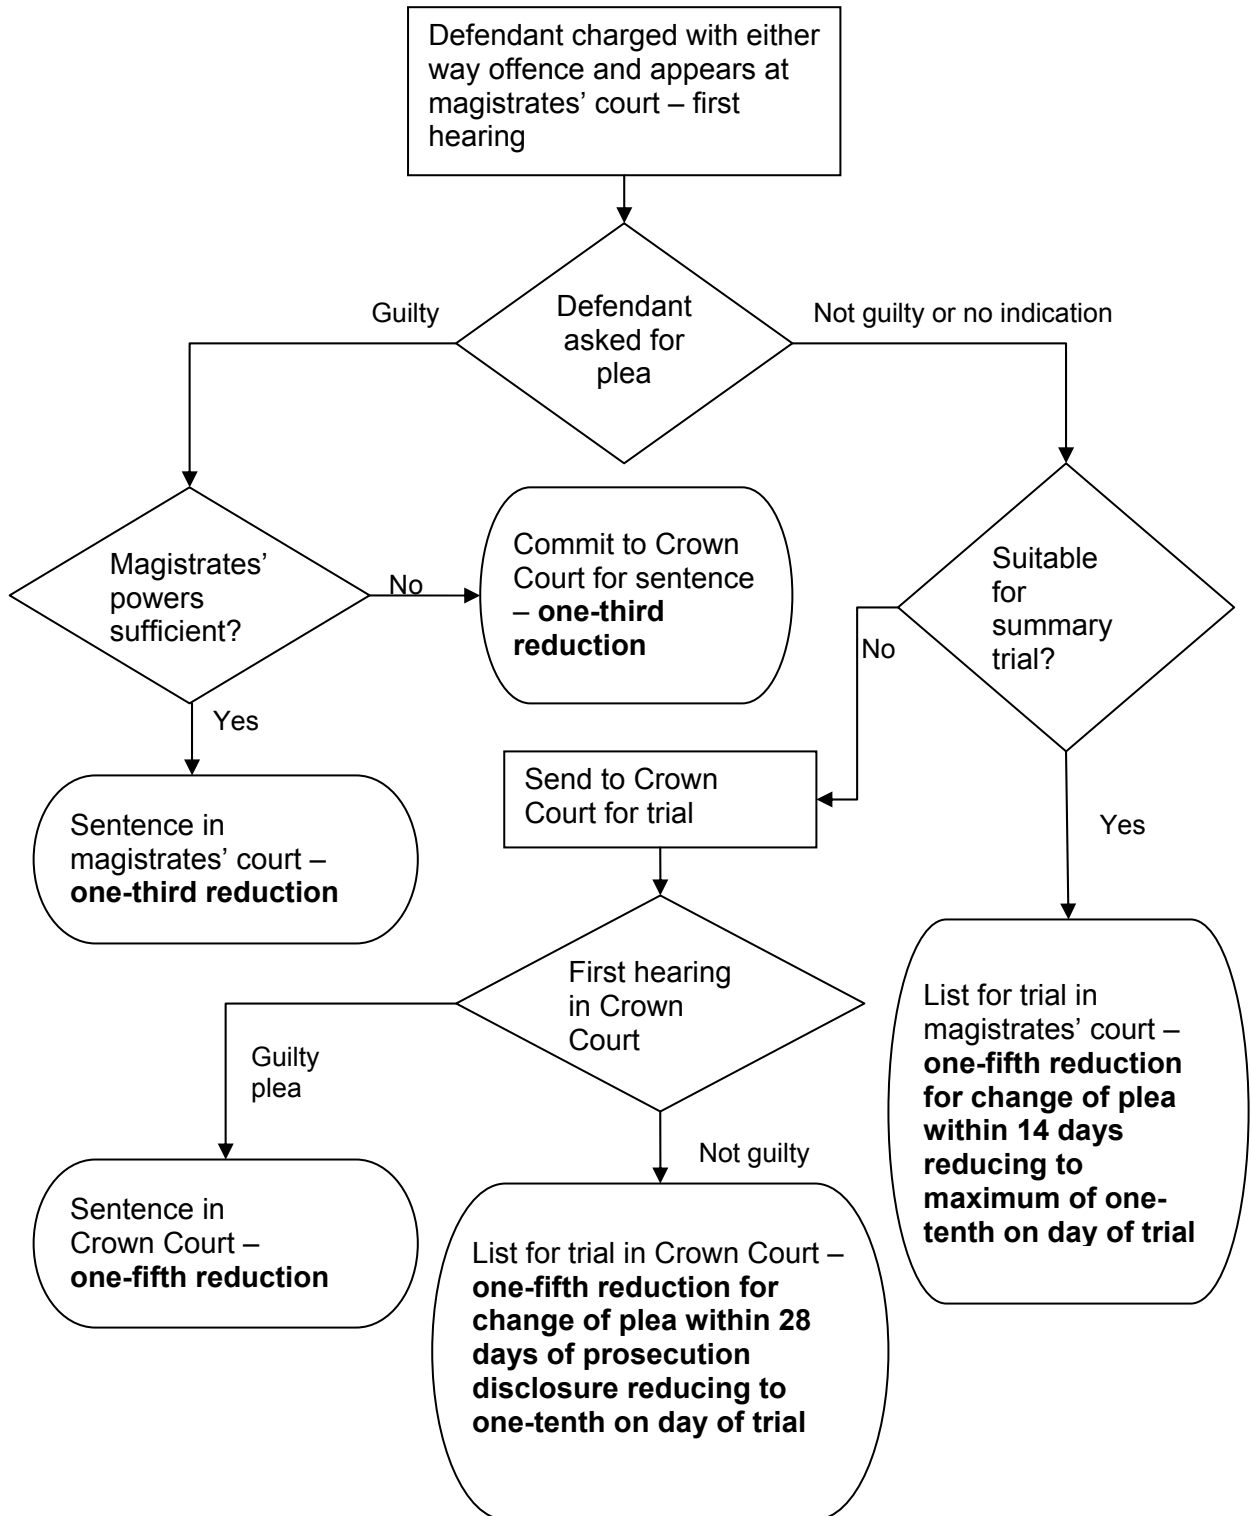 Defendant charged with either
way offence and appears at
magistrates’ court – first
hearing
Guilty
Defendant
asked for
plea
Not guilty or no indication
Magistrates’
powers
sufficient?
No
Commit to Crown
Court for sentence
– one-third
reduction
Suitable
for
summary
trial?
No
Yes
Send to Crown
Court for trial
Yes
Sentence in
magistrates’ court –
one-third reduction
First hearing
in Crown
Court
List for trial in
magistrates’ court –
one-fifth reduction
for change of plea
within 14 days
reducing to
maximum of one-
tenth on day of trial
Guilty
plea
Not guilty
Sentence in
Crown Court –
one-fifth reduction
List for trial in Crown Court –
one-fifth reduction for
change of plea within 28
days of prosecution
disclosure reducing to
one-tenth on day of trial